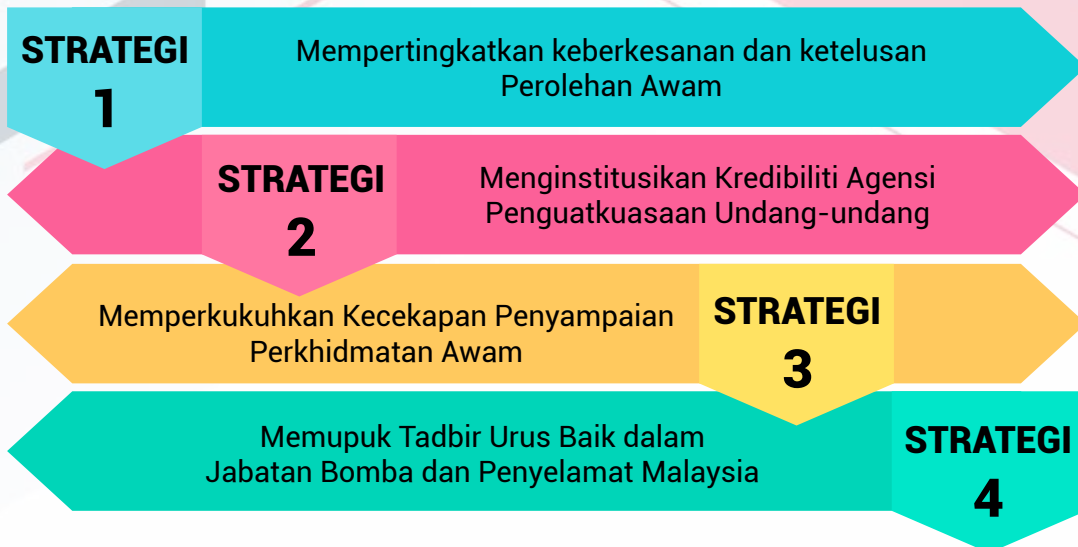 STRATEGI
1
Mempertingkatkan keberkesanan dan ketelusan
Perolehan Awam
STRATEGI
2
Menginstitusikan Kredibiliti Agensi
Penguatkuasaan Undang-undang
Memperkukuhkan Kecekapan Penyampaian
Perkhidmatan Awam
STRATEGI
3
Memupuk Tadbir Urus Baik dalam
Jabatan Bomba dan Penyelamat Malaysia
STRATEGI
4